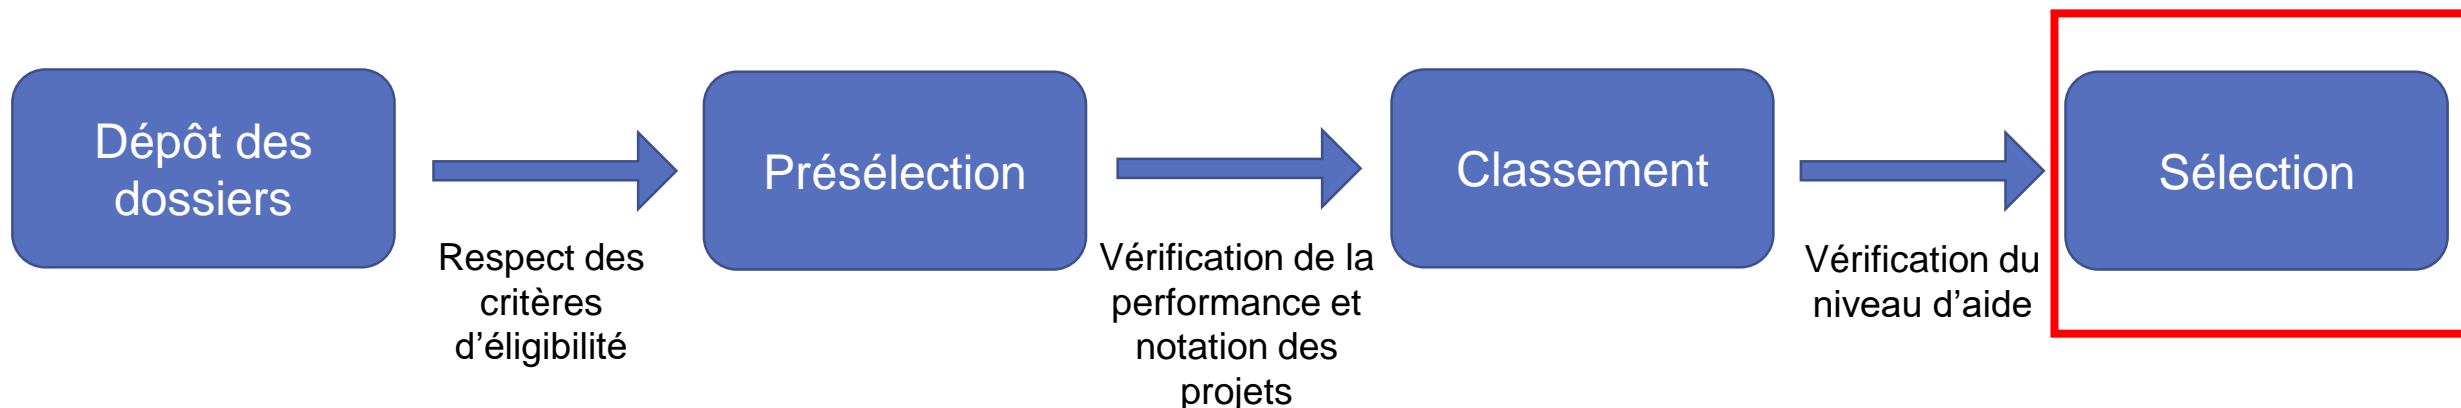 Dépôt des
dossiers
Respect des
critères
d’éligibilité
Présélection
Vérification de la
performance et
notation des
projets
Classement
Vérification du
niveau d’aide
Sélection